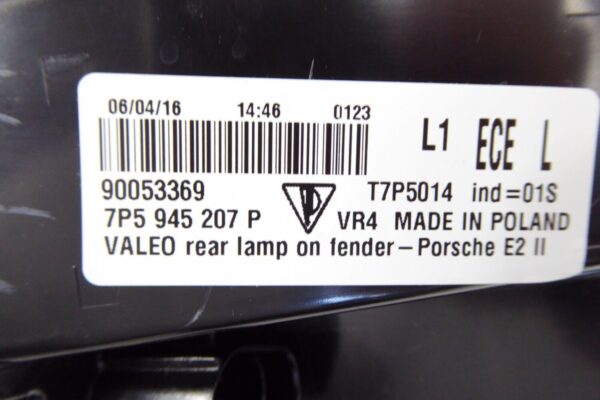 06/04/16 14:46 0123
L1 ECE L
90053369 T7P5014 ind=01S
7P5 945 207 P VR4 MADE IN POLAND
VALEO rear lamp on fender-Porsche E2 II